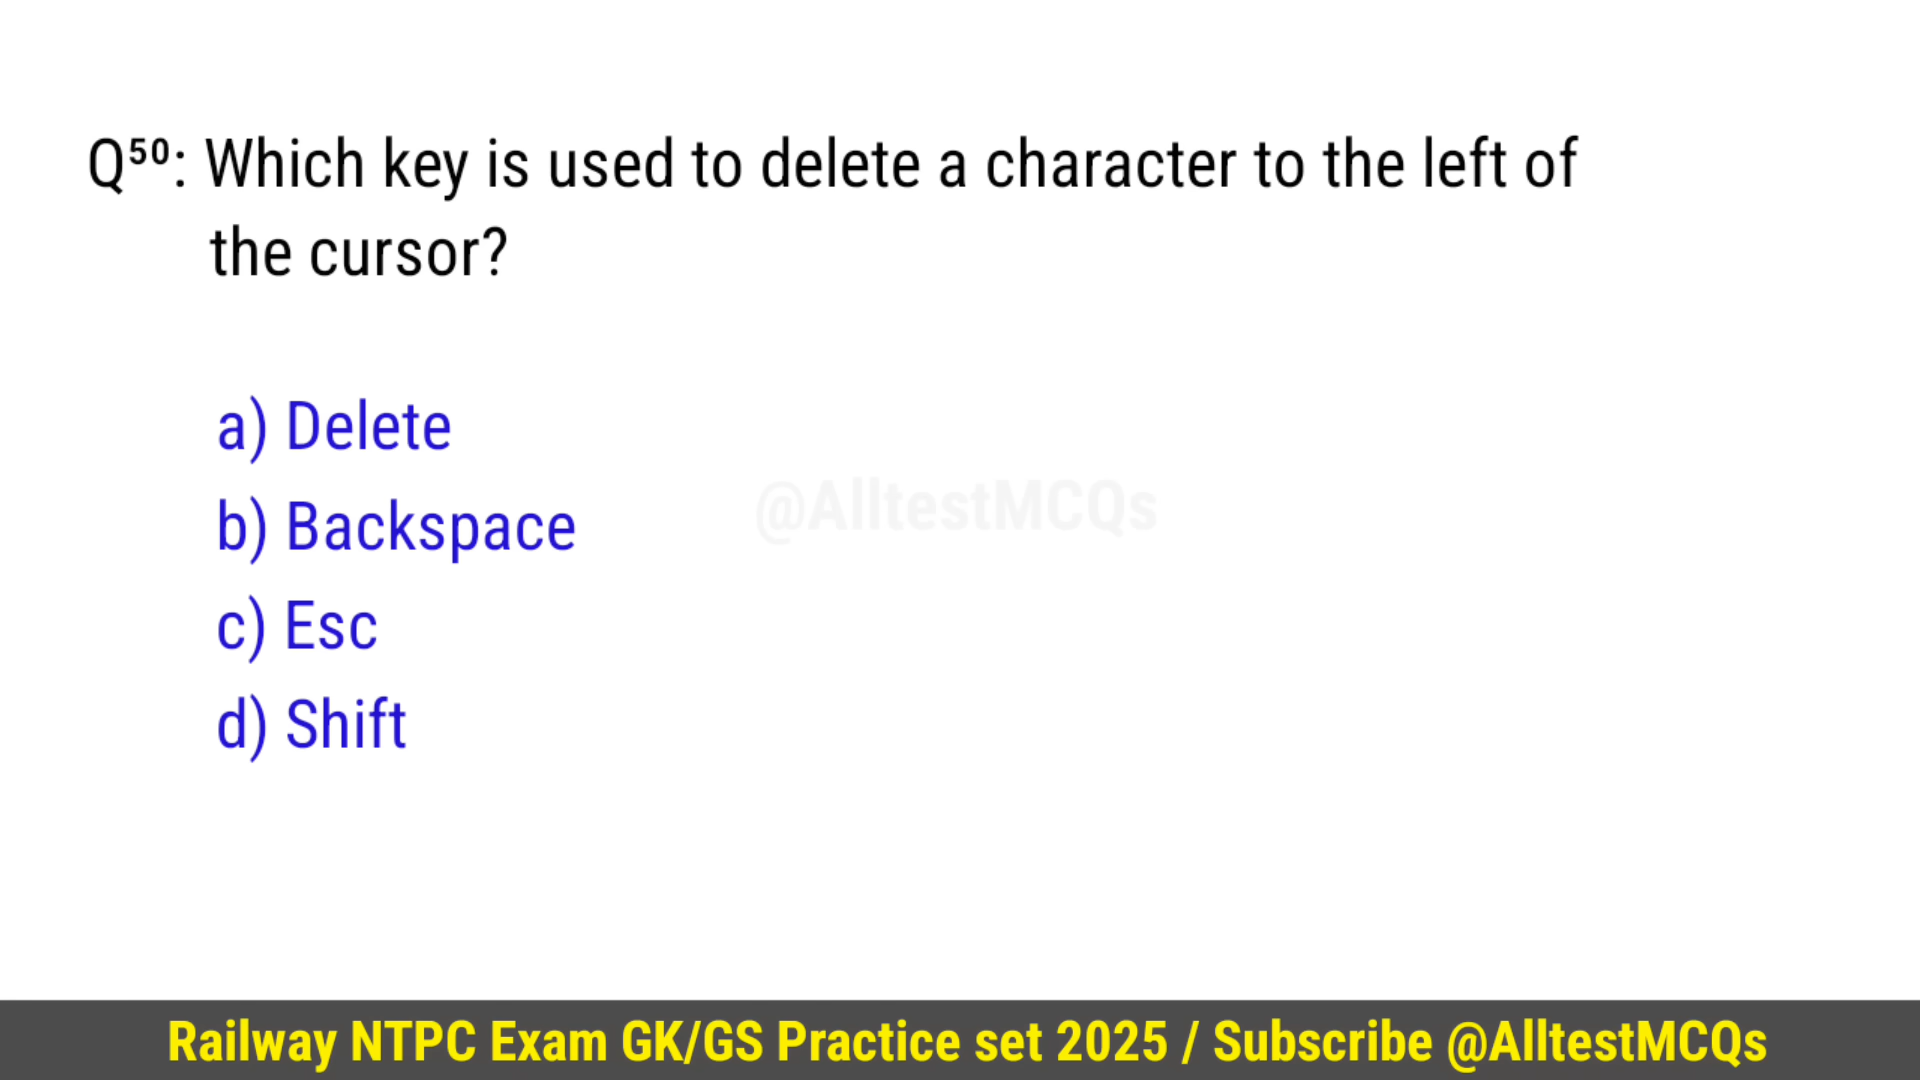 Q⁵⁰: Which key is used to delete a character to the left of
the cursor?
a) Delete
@AlltestMCQs
b) Backspace
c) Esc
d) Shift
Railway NTPC Exam GK/GS Practice set 2025 / Subscribe @AlltestMCQs